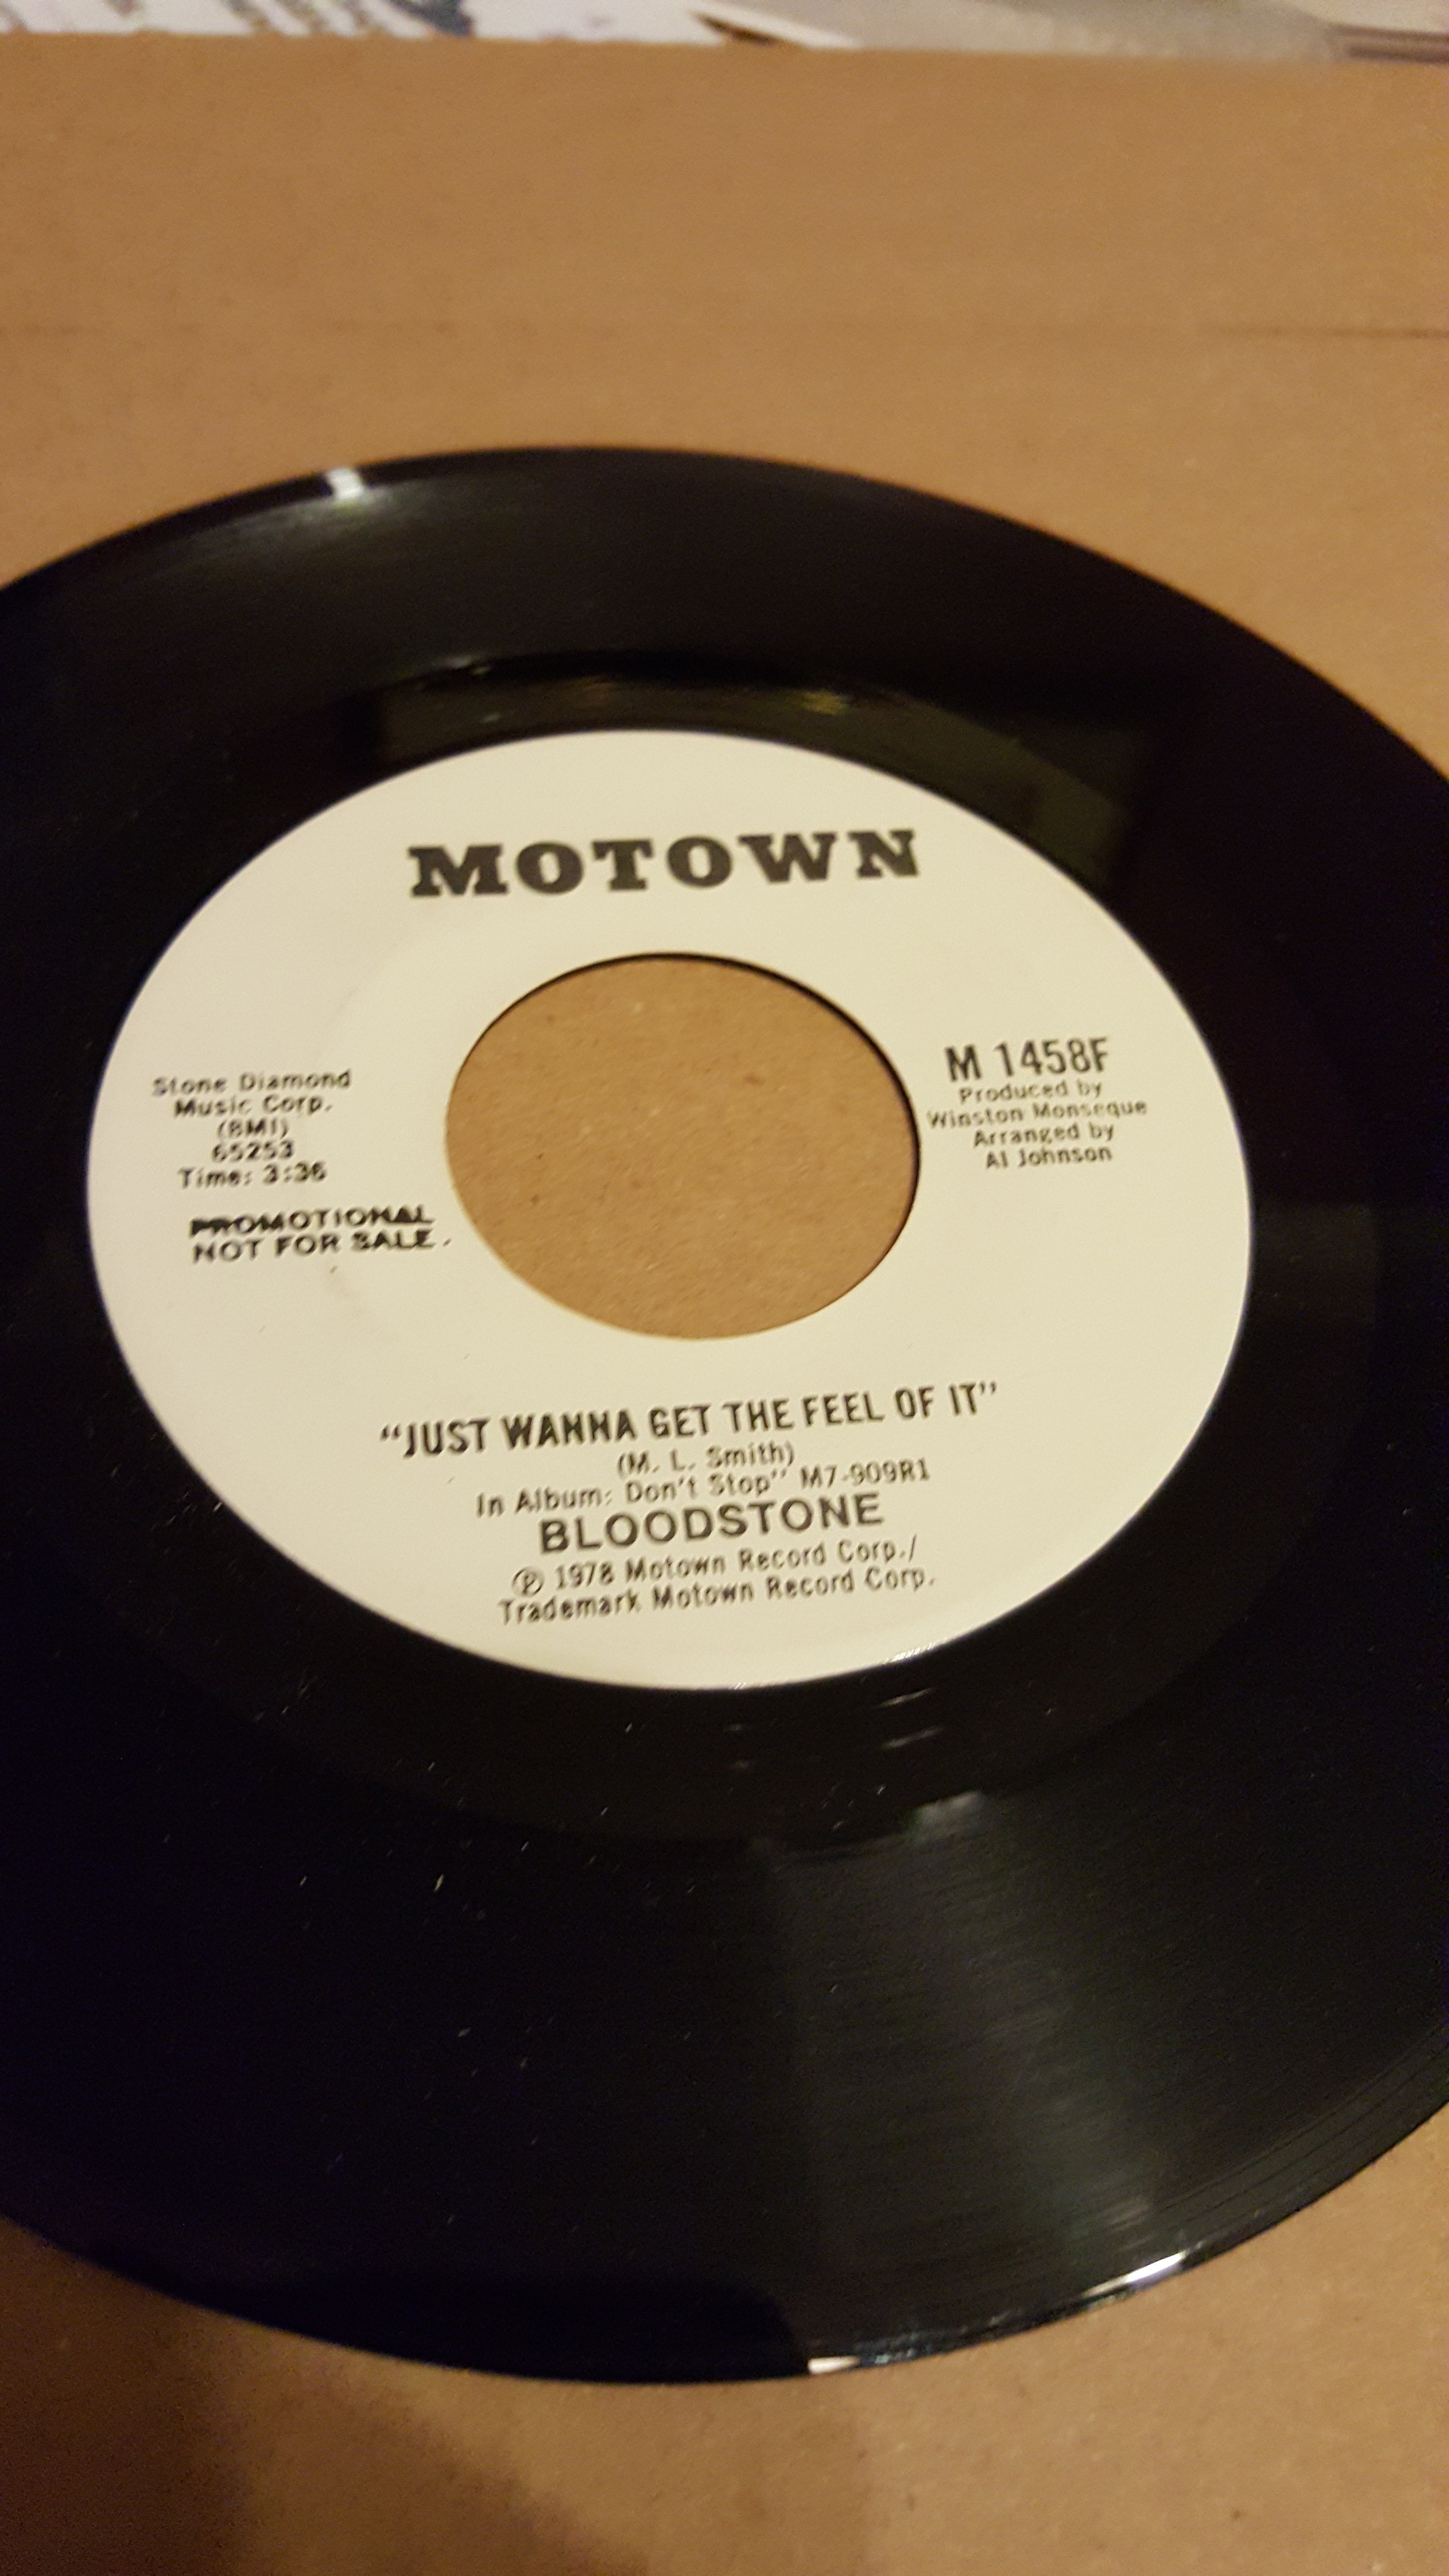 MOTOWN
Stone Diamond
Music Corp.
(BMI)
65253
Time: 3:36
PROMOTIONAL
NOT FOR SALE.
M 1458F
Produced by
Winston Monseque
Arranged by
Al Johnson
“JUST WANNA GET THE FEEL OF IT”
(M. L. Smith)
In Album: Don't Stop” M7-909R1
BLOODSTONE
Ⓟ 1978 Motown Record Corp./
Trademark Motown Record Corp.